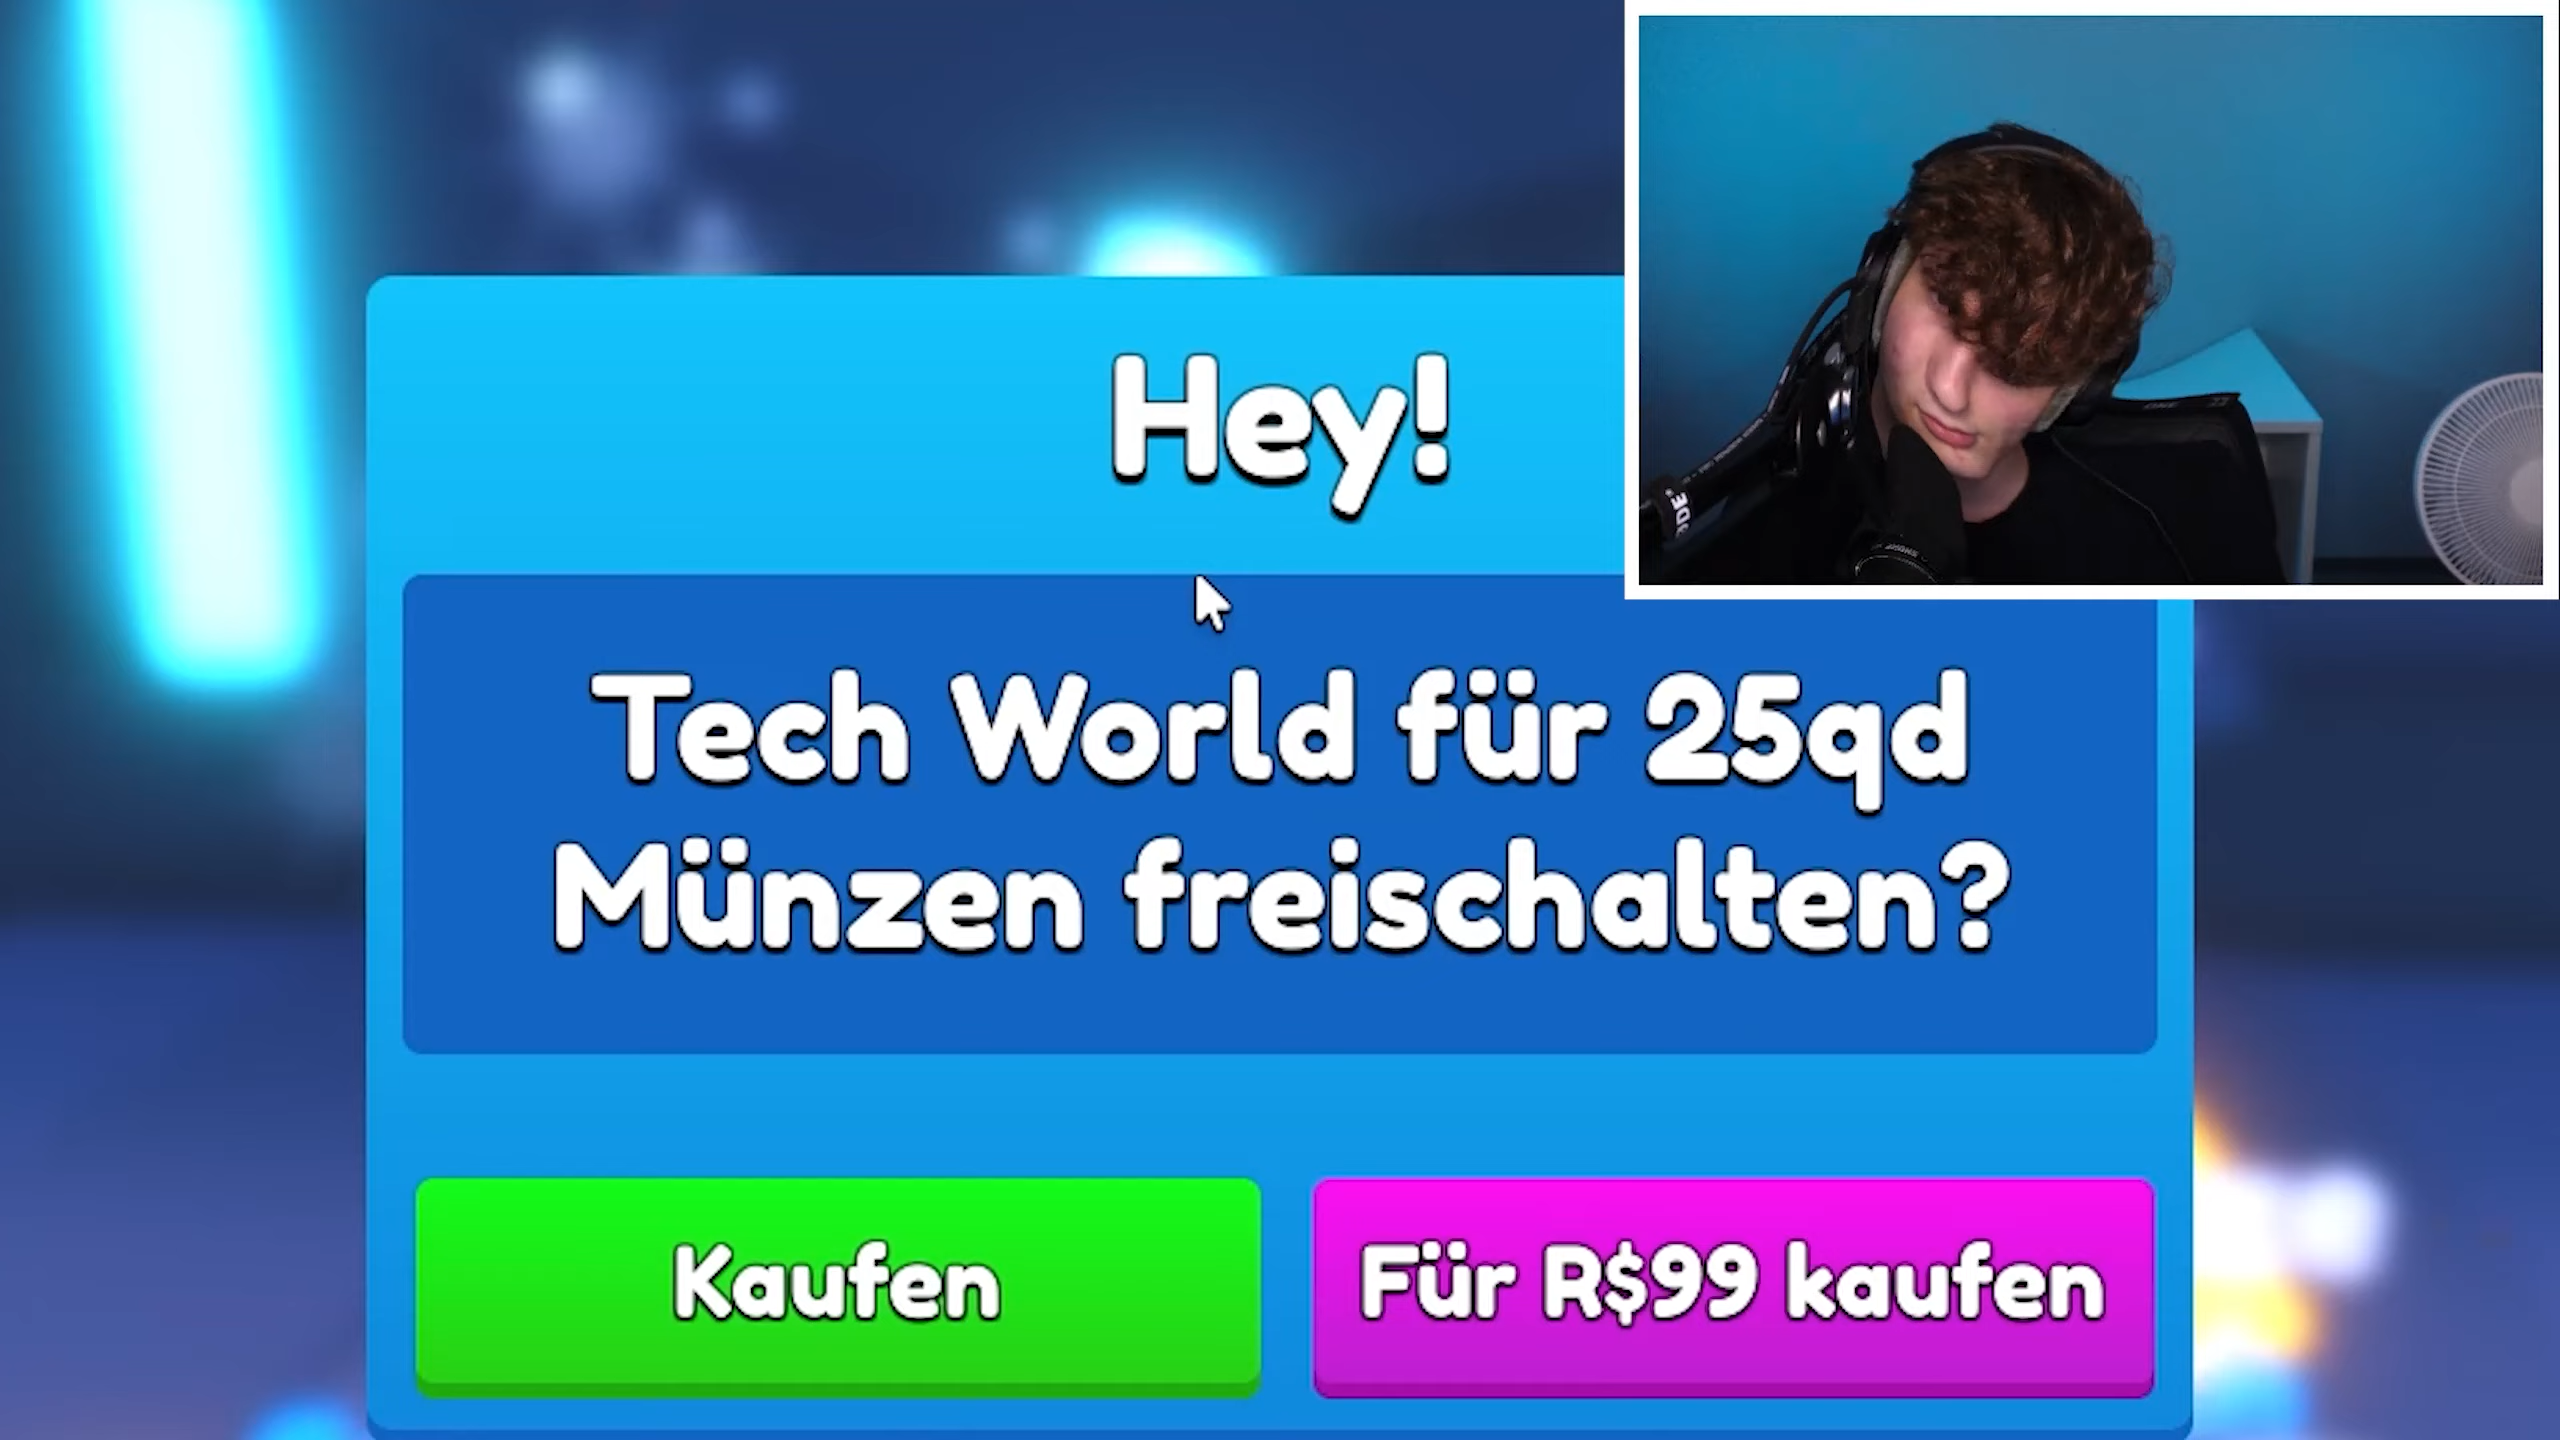 Hey!
Tech World für 25qd
Münzen freischalten?
Kaufen
Für R$99 kaufen